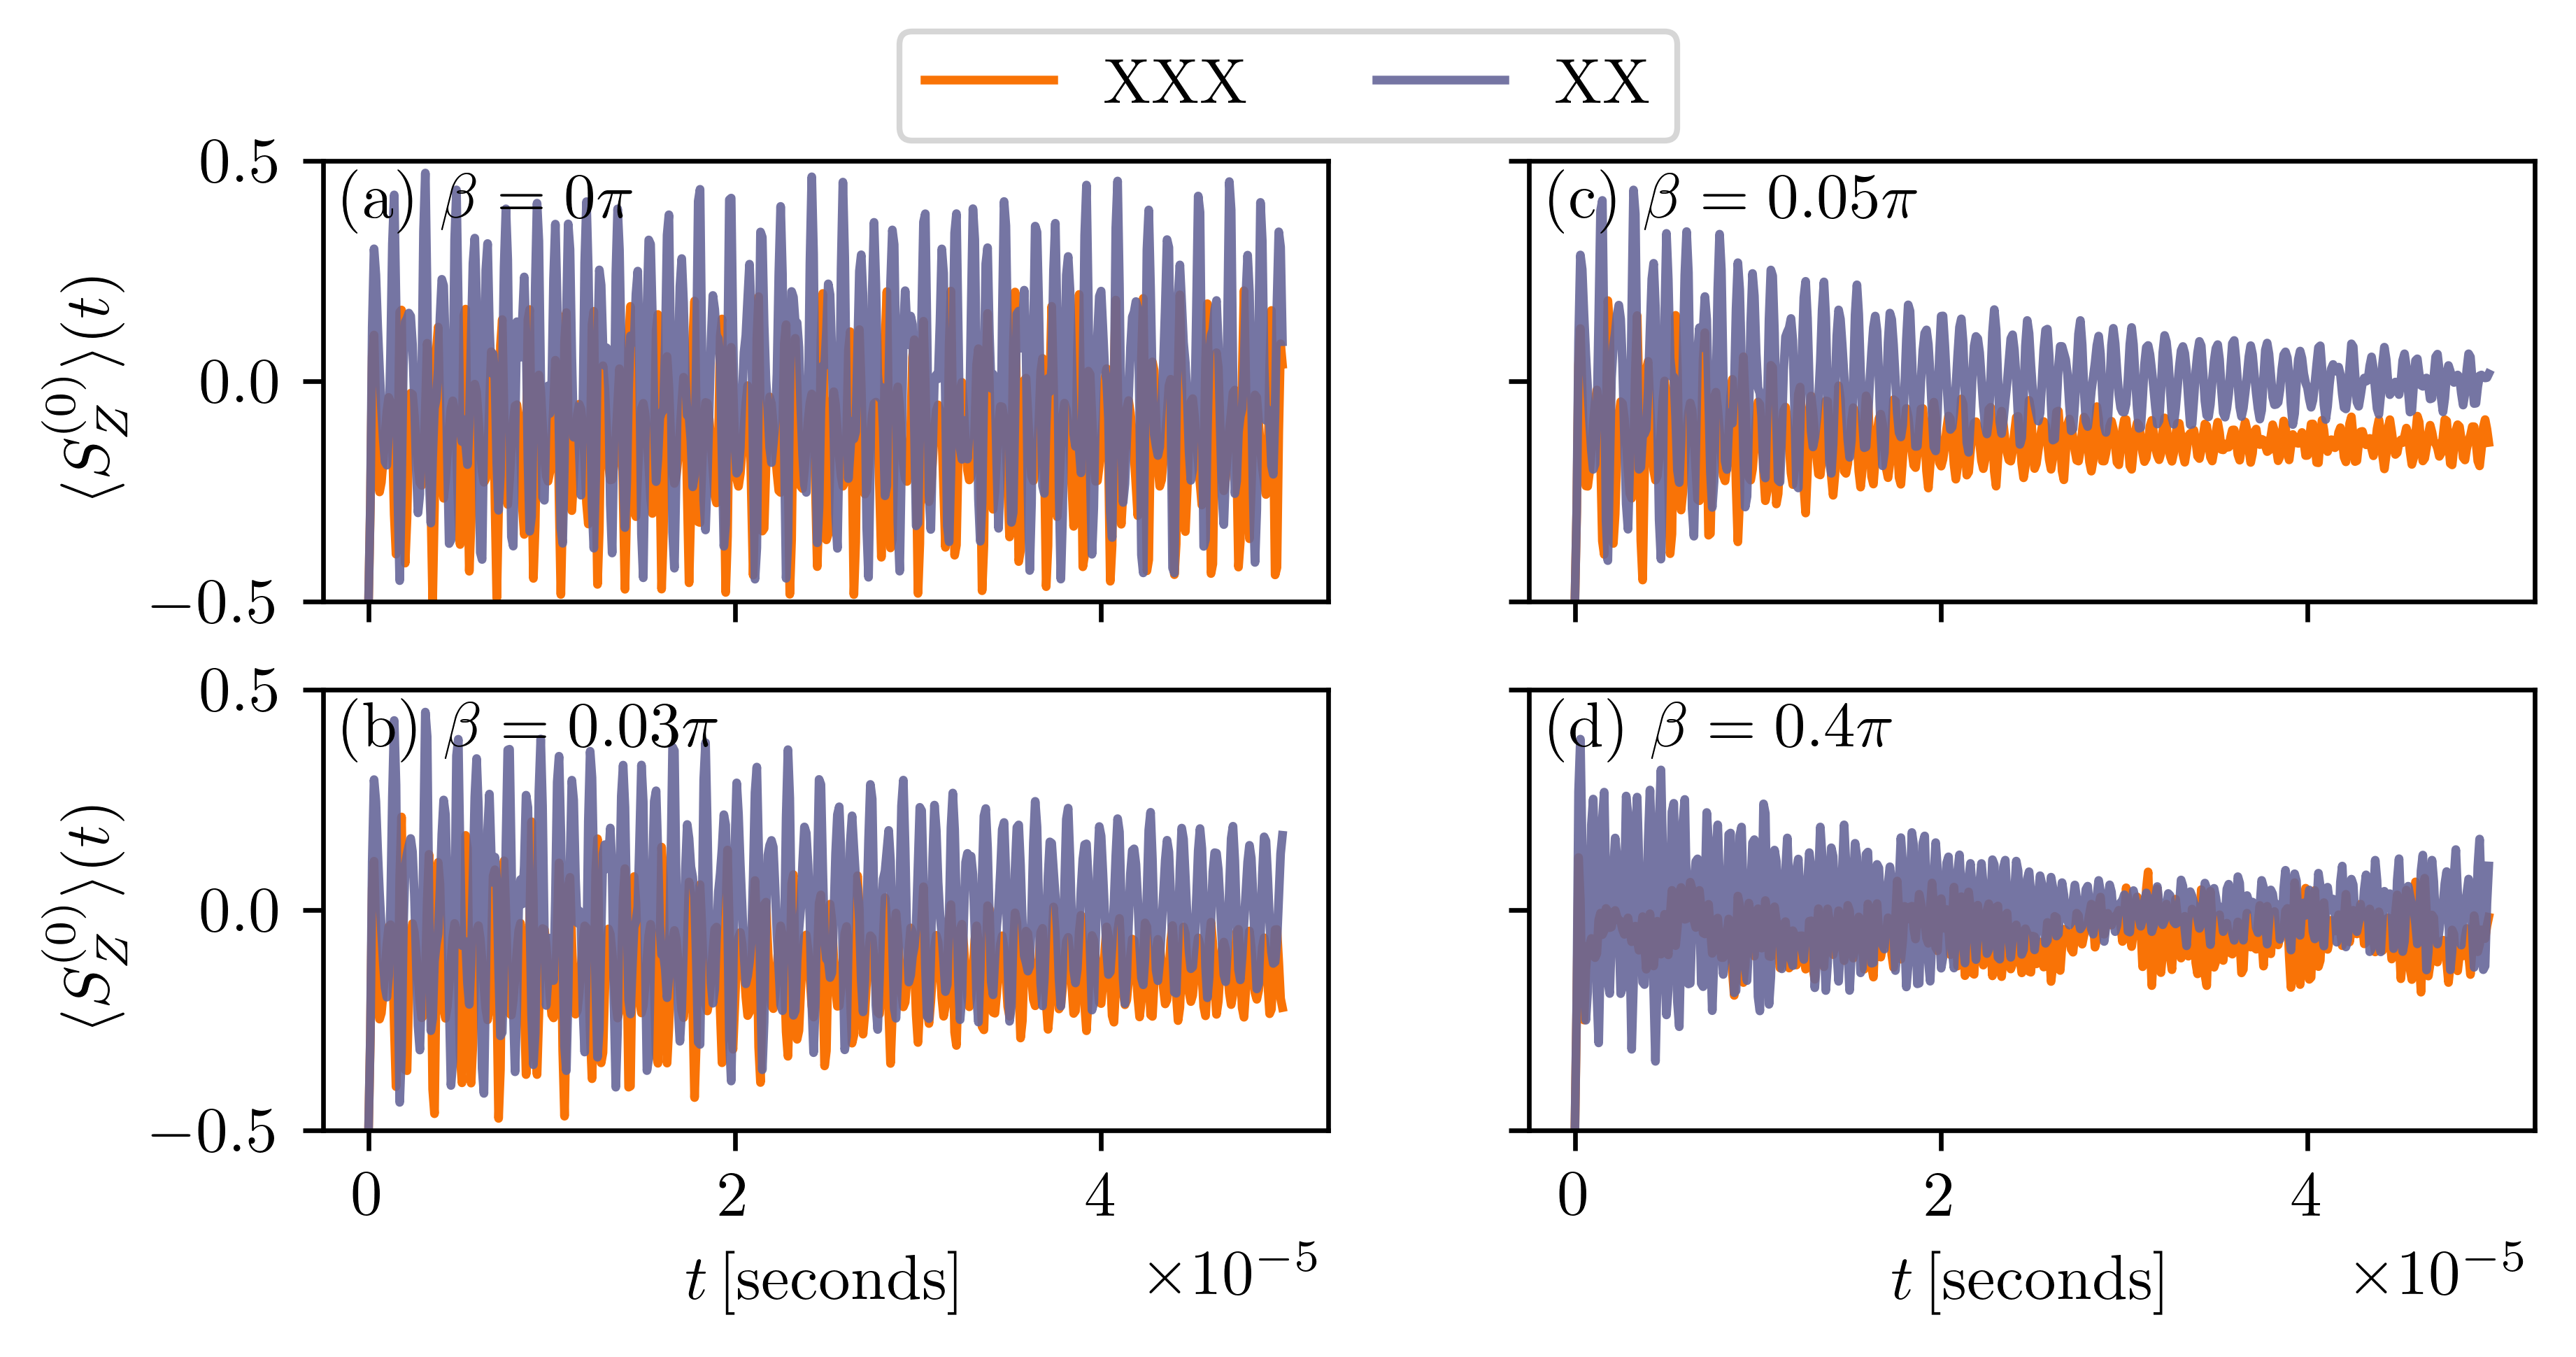 XXX XX
(a) β = 0π
(c) β = 0.05π
0.5
0.0
−0.5
⟨S_Z^(0)⟩(t)
(b) β = 0.03π
(d) β = 0.4π
0.5
0.0
−0.5
⟨S_Z^(0)⟩(t)
0 2 4
0 2 4
t [seconds]
×10^−5
t [seconds]
×10^−5